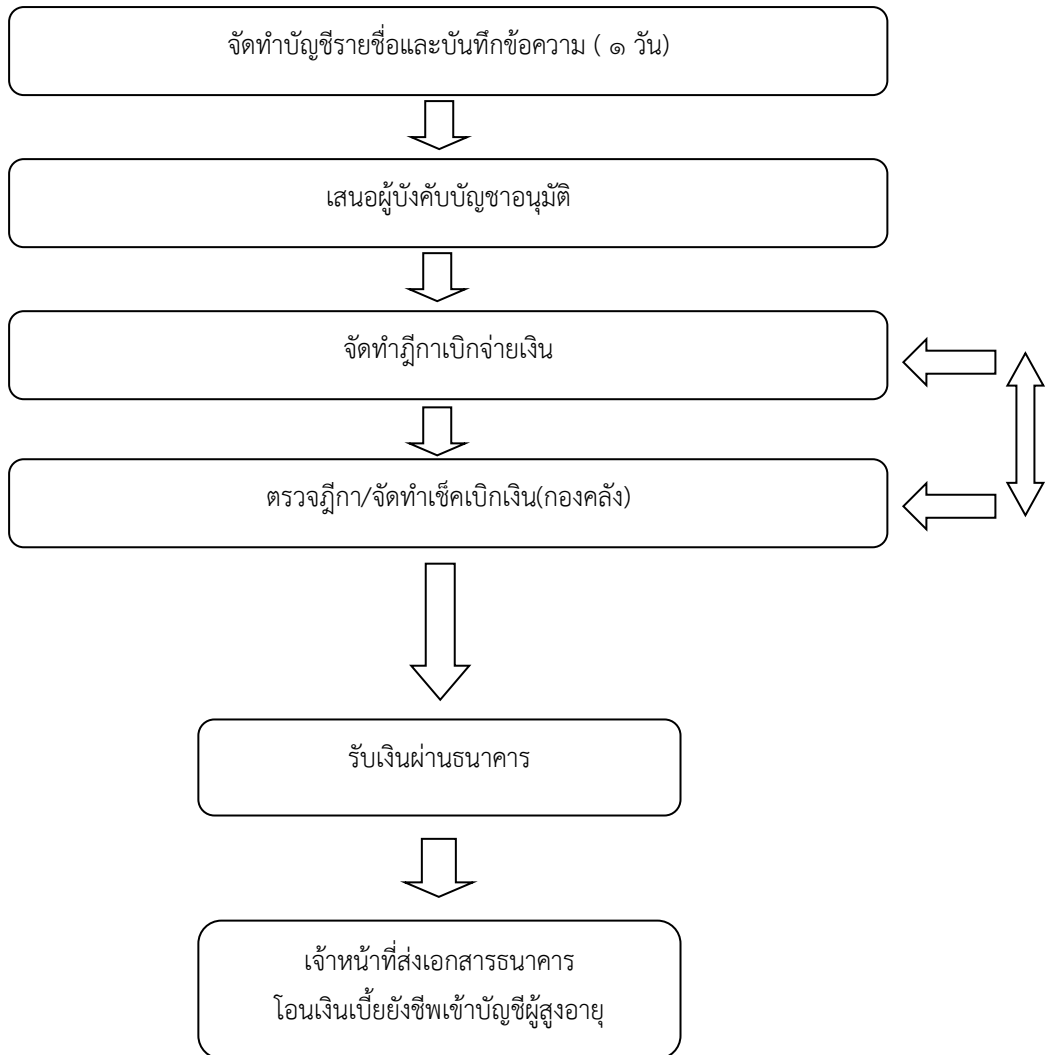 จัดทำบัญชีรายชื่อและบันทึกข้อความ ( ๑ วัน)
เสนอผู้บังคับบัญชาอนุมัติ
จัดทำฎีกาเบิกจ่ายเงิน
ตรวจฎีกา/จัดทำเช็คเบิกเงิน(กองคลัง)
รับเงินผ่านธนาคาร
เจ้าหน้าที่ส่งเอกสารธนาคาร
โอนเงินเบี้ยยังชีพเข้าบัญชีผู้สูงอายุ